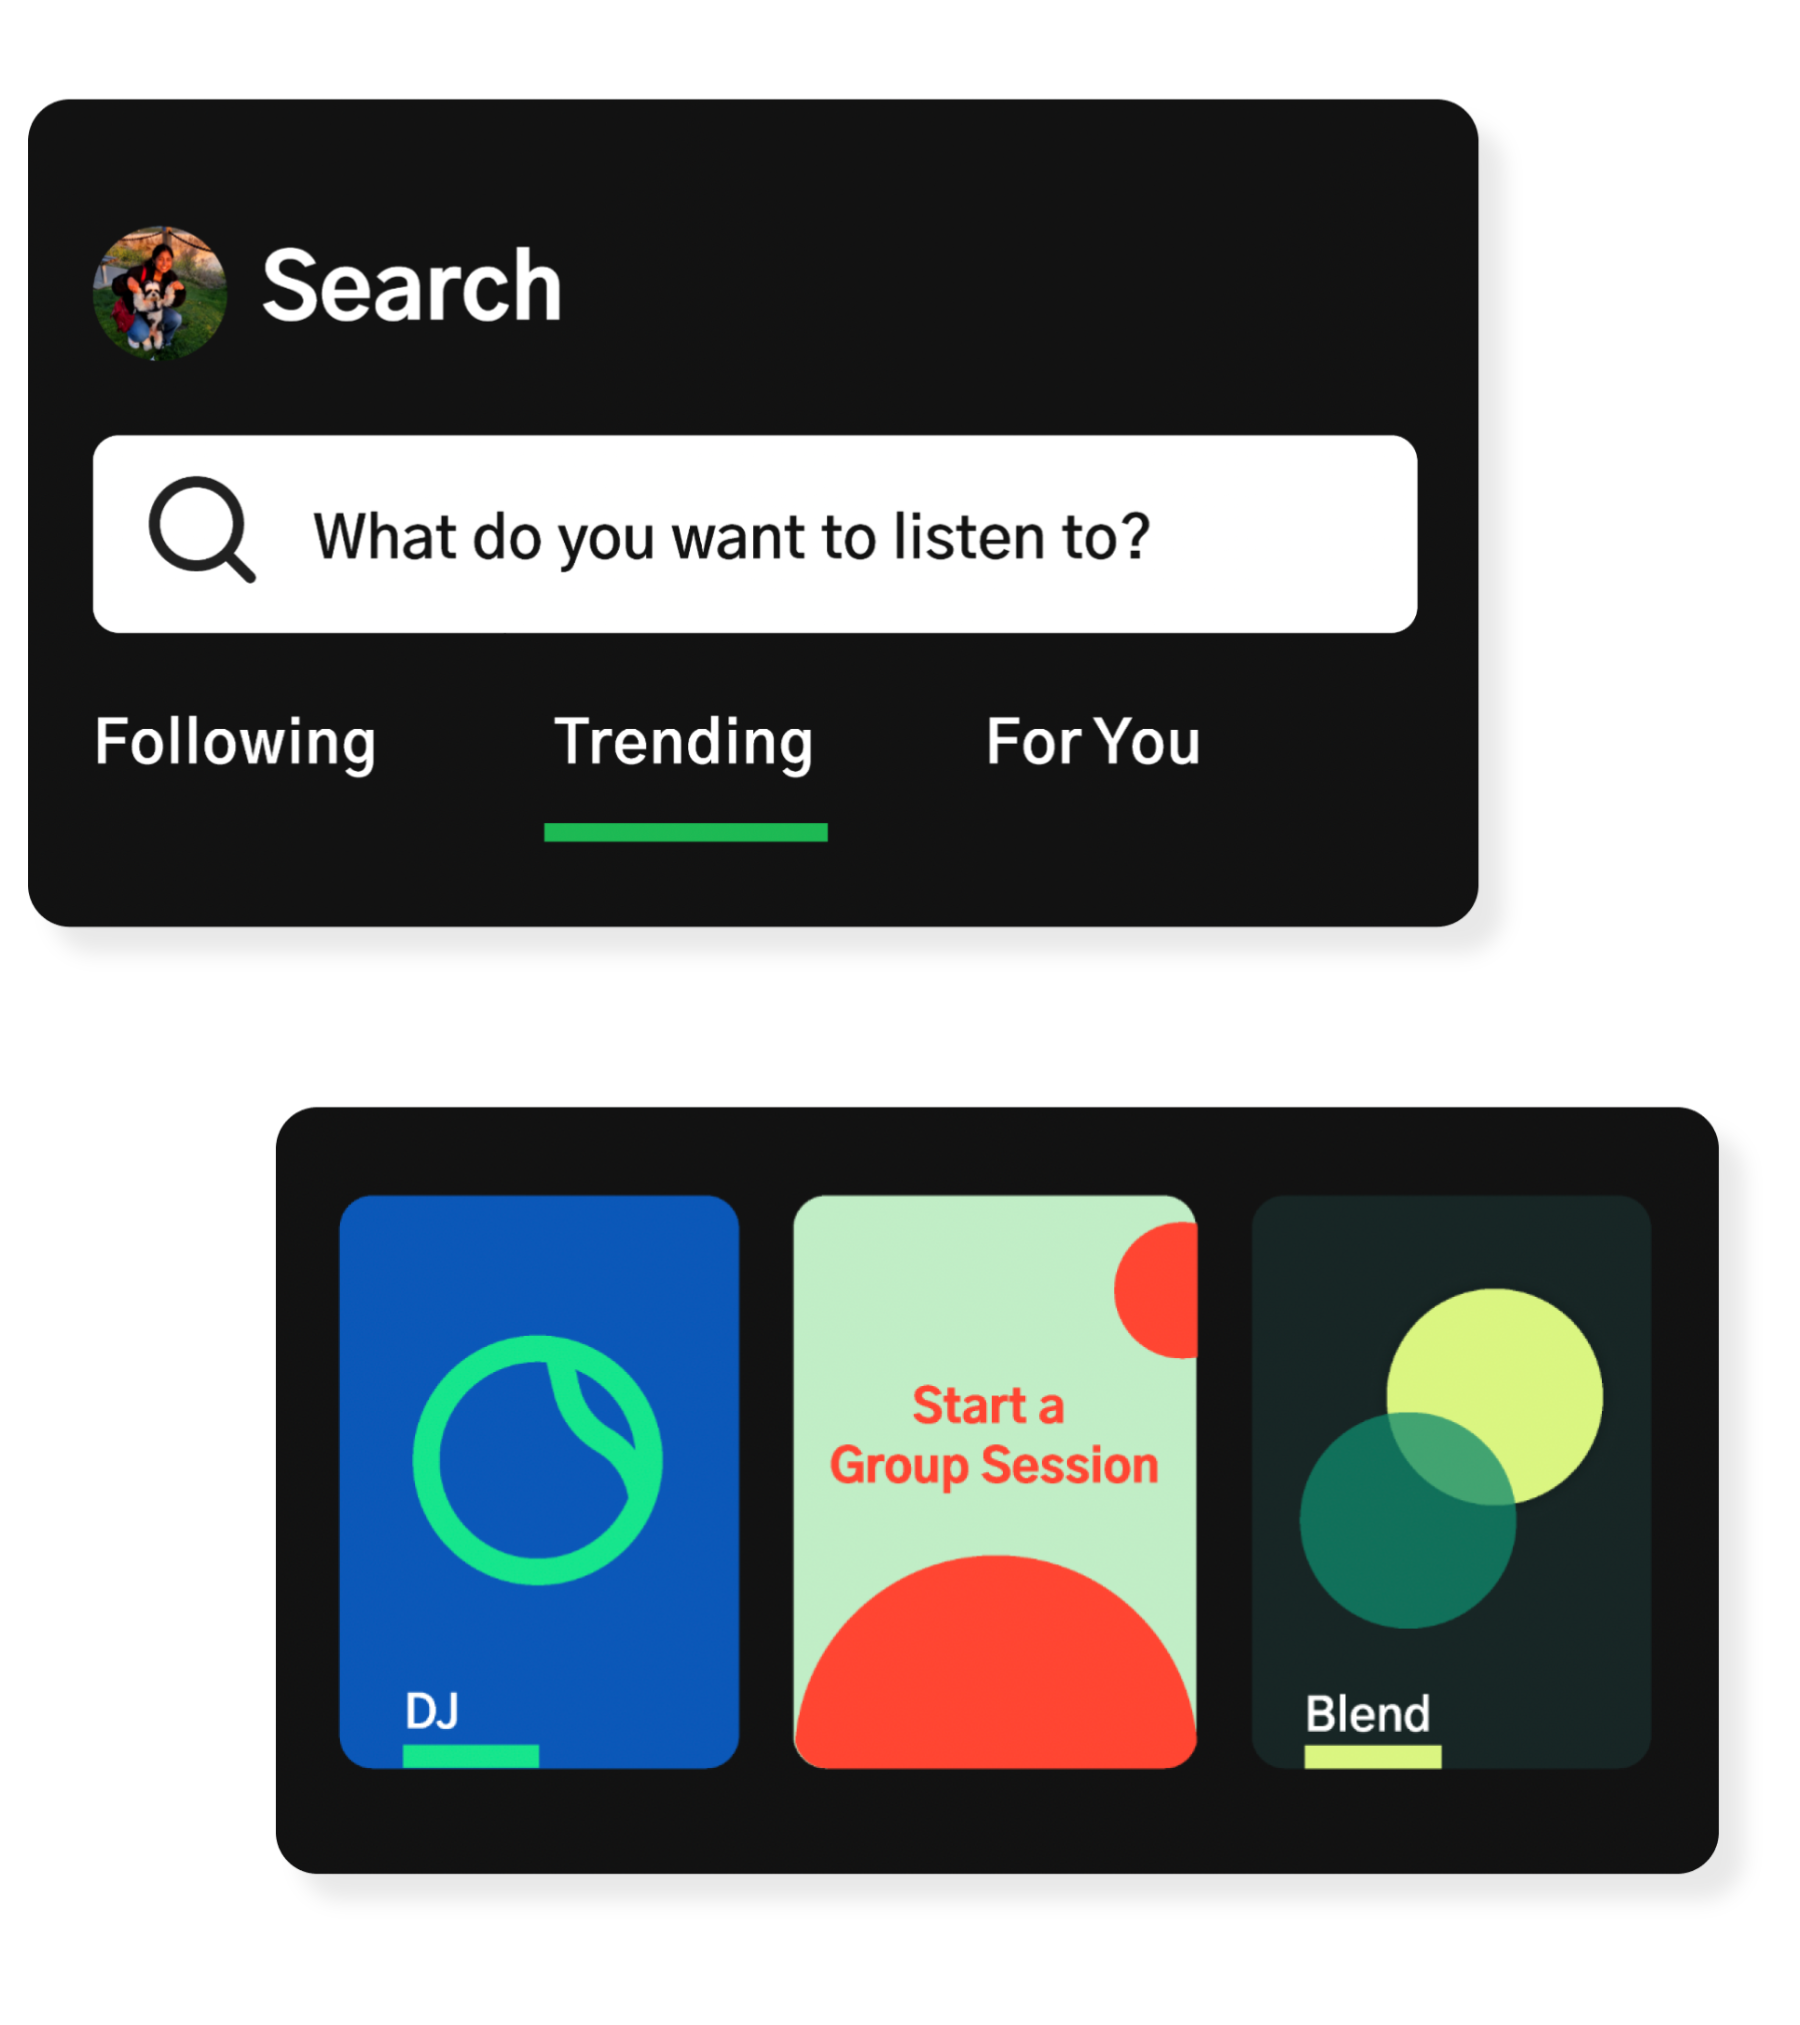 Search
What do you want to listen to?
Following Trending For You
Start a
Group Session
DJ
Blend